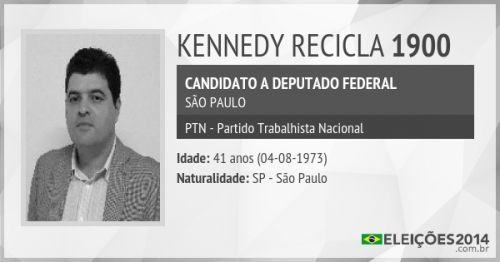 KENNEDY RECICLA 1900
CANDIDATO A DEPUTADO FEDERAL
SÃO PAULO
PTN - Partido Trabalhista Nacional
Idade: 41 anos (04-08-1973)
Naturalidade: SP - São Paulo
ELEIÇÕES2014
.com.br